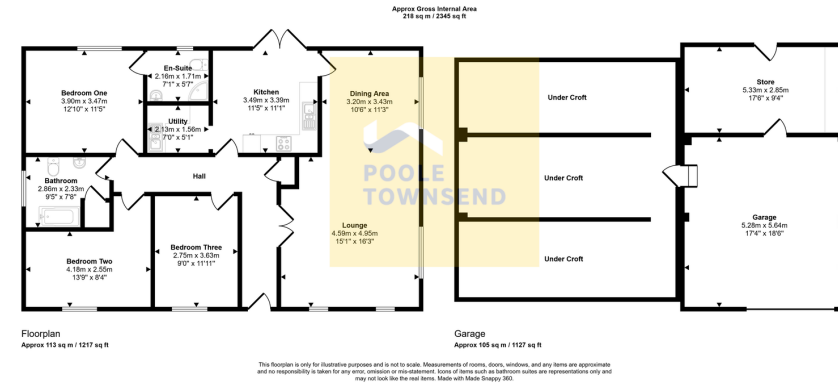 Approx Gross Internal Area
218 sq m / 2345 sq ft
Bedroom One
3.90m x 3.47m
12'10" x 11'5"
En-Suite
2.16m x 1.71m
7'1" x 5'7"
Utility
2.13m x 1.56m
7'0" x 5'1"
Kitchen
3.49m x 3.39m
11'5" x 11'1"
Dining Area
3.20m x 3.43m
10'6" x 11'3"
Bathroom
2.86m x 2.33m
9'5" x 7'8"
Hall
POOLE
TOWNSEND
Lounge
4.59m x 4.95m
15'1" x 16'3"
Bedroom Two
4.18m x 2.55m
13'9" x 8'4"
Bedroom Three
2.75m x 3.63m
9'0" x 11'11"
Under Croft
Under Croft
Under Croft
Store
5.33m x 2.85m
17'6" x 9'4"
Garage
5.28m x 5.64m
17'4" x 18'6"
Floorplan
Approx 113 sq m / 1217 sq ft
Garage
Approx 105 sq m / 1127 sq ft
This floorplan is only for illustrative purposes and is not to scale. Measurements of rooms, doors, windows, and any items are approximate
and no responsibility is taken for any error, omission or mis-statement. Icons of items such as bathroom suites are representations only and
may not look like the real items. Made with Made Snappy 360.